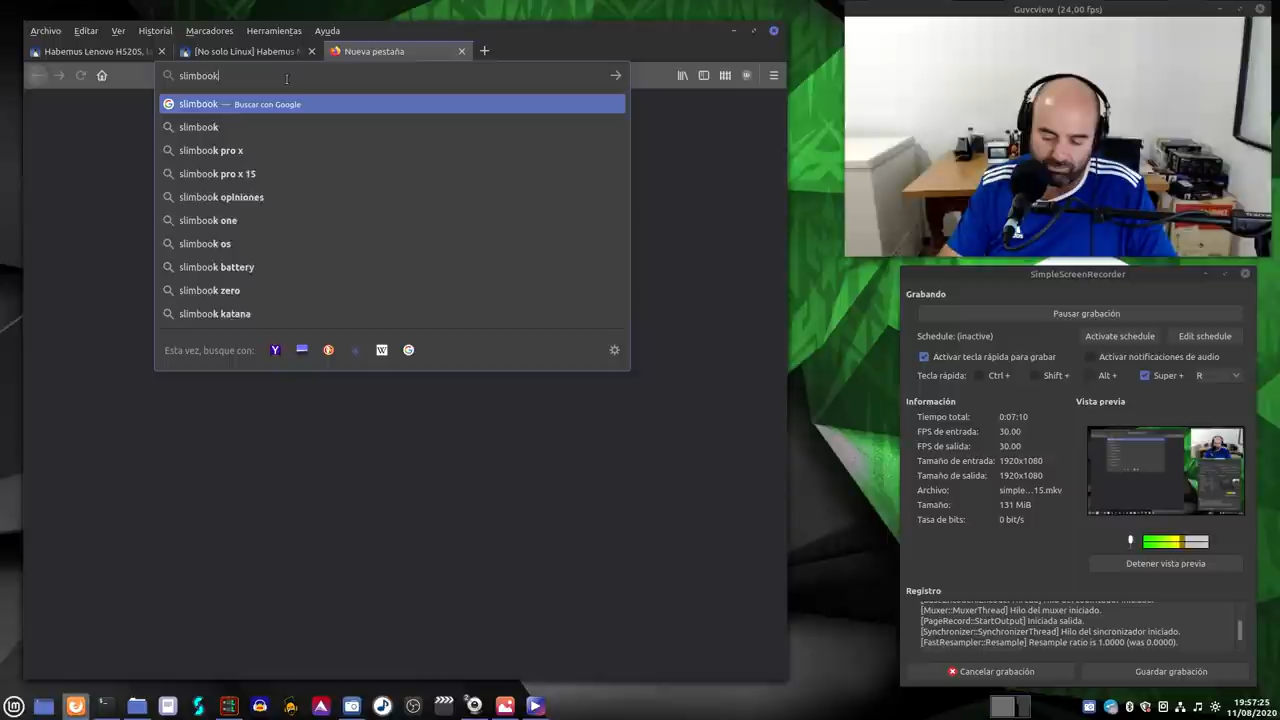 Guvcview (24,00 fps)
Archivo Editar Ver Historial Marcadores Herramientas Ayuda
Habemus Lenovo HS205, la
[No solo Linux] Habemus
Nueva pestaña
slimbook
slimbook — Buscar con Google
slimbook
slimbook pro x
slimbook pro x 15
slimbook opiniones
slimbook one
slimbook os
slimbook battery
slimbook zero
slimbook katana
Esta vez, busque con:
SimpleScreenRecorder
Grabando
Pausar grabación
Schedule: (inactive) Activate schedule Edit schedule
Activar tecla rápida para grabar Activar notificaciones de audio
Tecla rápida: Ctrl + Shift + Alt + Super + R
Información Vista previa
Tiempo total: 0:07:10
FPS de entrada: 30.00
FPS de salida: 30.00
Tamaño de entrada: 1920x1080
Tamaño de salida: 1920x1080
Archivo: simple...15.mkv
Tamaño: 131 MiB
Tasa de bits: 0 bit/s
Detener vista previa
Registro
[Muxer::MuxerThread] Hilo del muxer iniciado.
[PageRecord::StartOutput] Iniciada salida.
[Synchronizer::SynchronizerThread] Hilo del sincronizador iniciado.
[FastResampler::Resample] Resample ratio is 1.0000 (was 0.0000).
Cancelar grabación Guardar grabación
19:57:25
11/08/2020